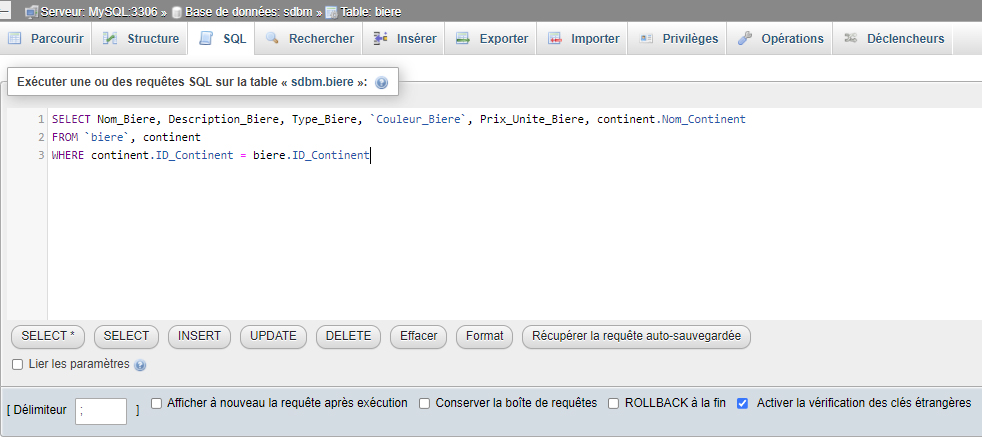 Serveur: MySQL:3306 » Base de données: sdbm » Table: biere
Parcourir Structure SQL Rechercher Insérer Exporter Importer Privilèges Opérations Déclencheurs
Exécuter une ou des requêtes SQL sur la table « sdbm.biere »:
1 SELECT Nom_Biere, Description_Biere, Type_Biere, `Couleur_Biere`, Prix_Unite_Biere, continent.Nom_Continent
2 FROM `biere`, continent
3 WHERE continent.ID_Continent = biere.ID_Continent
SELECT * SELECT INSERT UPDATE DELETE Effacer Format Récupérer la requête auto-sauvegardée
Lier les paramètres
[ Délimiteur ; ] Afficher à nouveau la requête après exécution Conserver la boîte de requêtes ROLLBACK à la fin Activer la vérification des clés étrangères